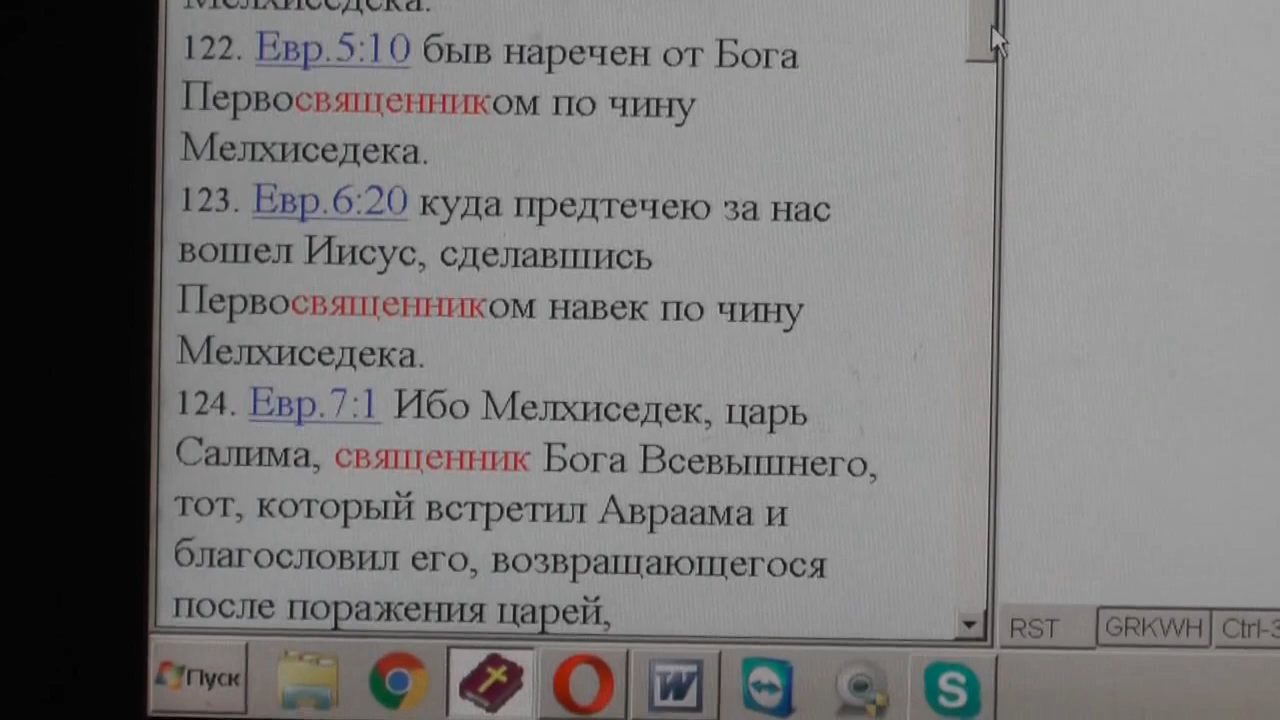 Мелхиседека.
122. Евр.5:10 быв наречен от Бога
Первосвященником по чину
Мелхиседека.
123. Евр.6:20 куда предтечею за нас
вошел Иисус, сделавшись
Первосвященником навек по чину
Мелхиседека.
124. Евр.7:1 Ибо Мелхиседек, царь
Салима, священник Бога Всевышнего,
тот, который встретил Авраама и
благословил его, возвращающегося
после поражения царей,
RST GRKWH Ctrl-3
Пуск W S